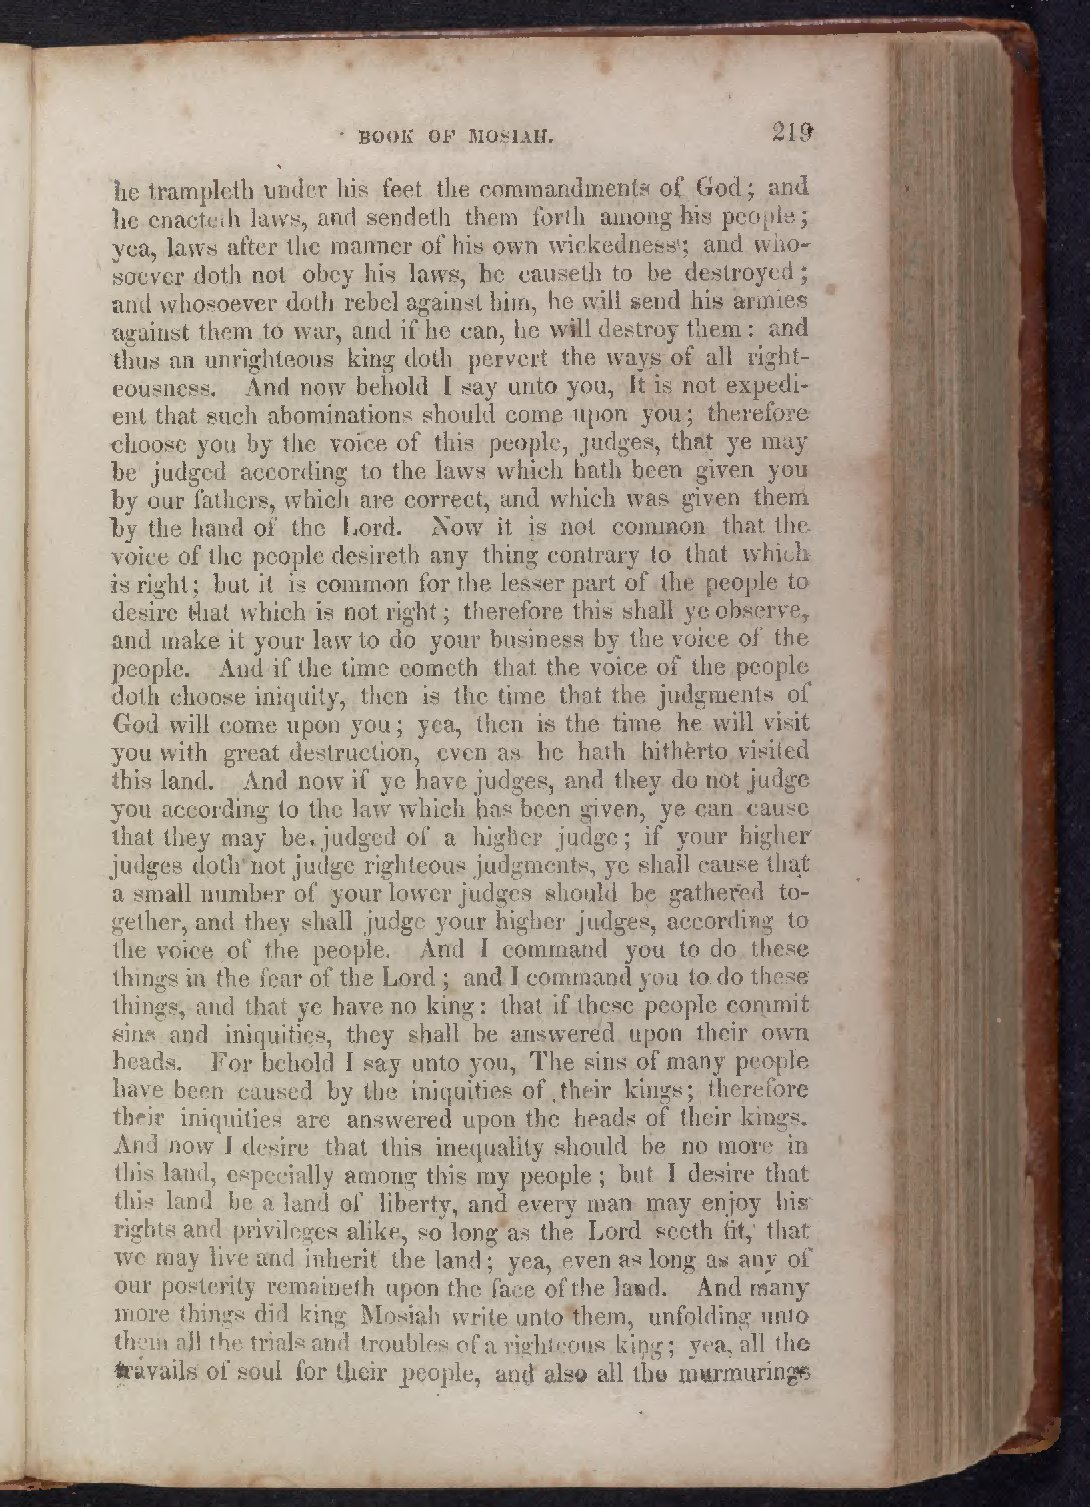 BOOK OF MOSIAH. 219
he trampleth under his feet the commandments of God; and
he enacteth laws, and sendeth them forth among his people;
yea, laws after the manner of his own wickedness; and who-
soever doth not obey his laws, he causeth to be destroyed;
and whosoever doth rebel against him, he will send his armies
against them to war, and if he can, he will destroy them: and
thus an unrighteous king doth pervert the ways of all right-
eousness. And now behold I say unto you, It is not expedi-
ent that such abominations should come upon you; therefore
choose you by the voice of this people, judges, that ye may
be judged according to the laws which hath been given you
by our fathers, which are correct, and which was given them
by the hand of the Lord. Now it is not common that the
voice of the people desireth any thing contrary to that which
is right; but it is common for the lesser part of the people to
desire that which is not right; therefore this shall ye observe,
and make it your law to do your business by the voice of the
people. And if the time cometh that the voice of the people
doth choose iniquity, then is the time that the judgments of
God will come upon you; yea, then is the time he will visit
you with great destruction, even as he hath hitherto visited
this land. And now if ye have judges, and they do not judge
you according to the law which has been given, ye can cause
that they may be judged of a higher judge; if your higher
judges doth not judge righteous judgments, ye shall cause that
a small number of your lower judges should be gathered to-
gether, and they shall judge your higher judges, according to
the voice of the people. And I command you to do these
things in the fear of the Lord; and I command you to do these
things, and that ye have no king: that if these people commit
sins and iniquities, they shall be answered upon their own
heads. For behold I say unto you, The sins of many people
have been caused by the iniquities of their kings; therefore
their iniquities are answered upon the heads of their kings.
And now I desire that this inequality should be no more in
this land, especially among this my people; but I desire that
this land be a land of liberty, and every man may enjoy his
rights and privileges alike, so long as the Lord seeth fit, that
we may live and inherit the land; yea, even as long as any of
our posterity remaineth upon the face of the land. And many
more things did king Mosiah write unto them, unfolding unto
them all the trials and troubles of a righteous king; yea, all the
travails of soul for their people, and also all the murmurings